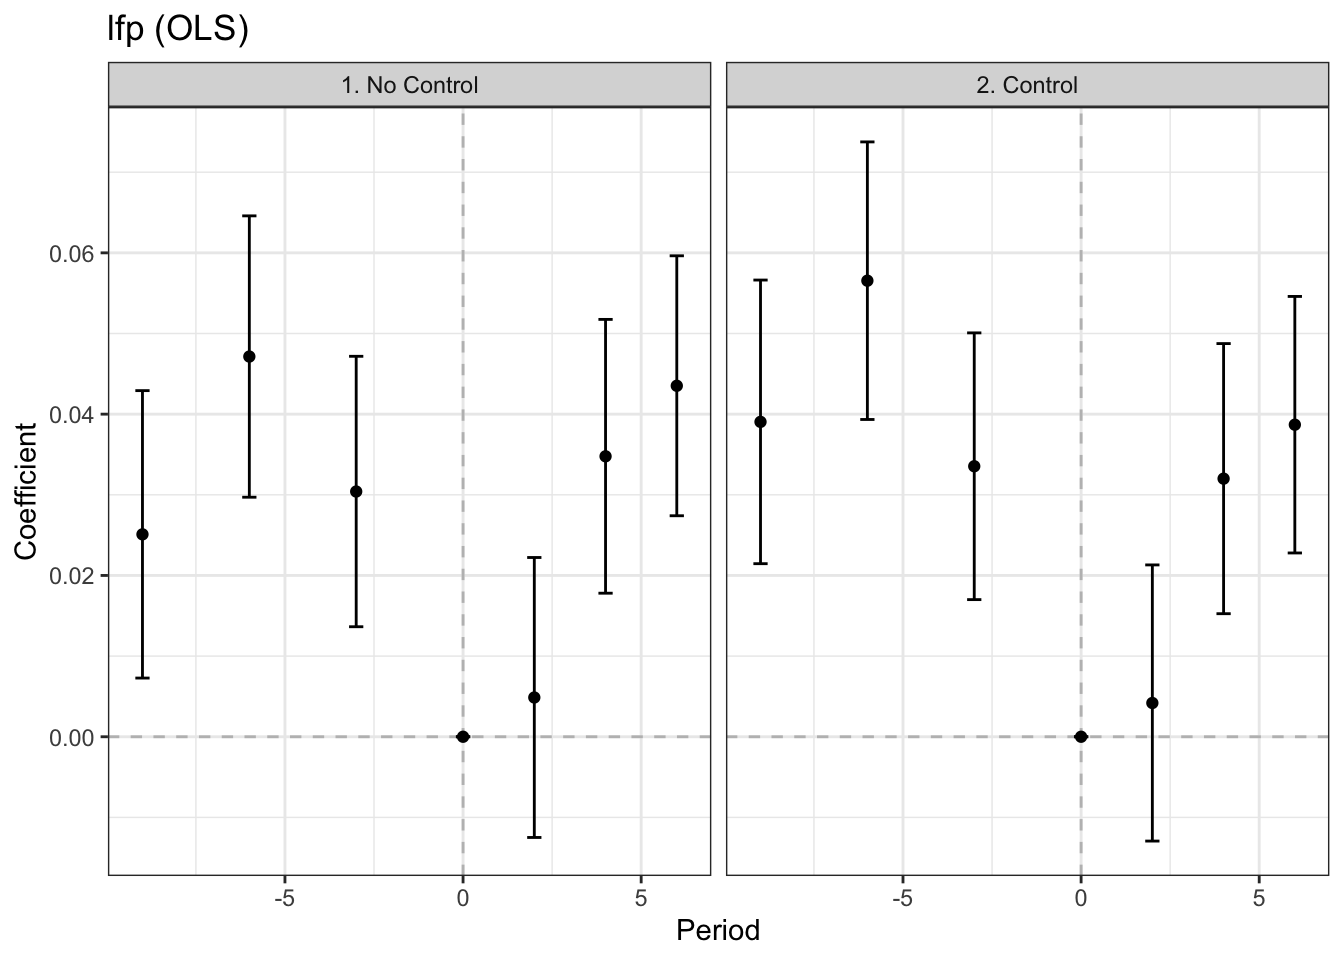 lfp (OLS)
1. No Control
2. Control
Coefficient
0.06
0.04
0.02
0.00
-5
0
5
-5
0
5
Period